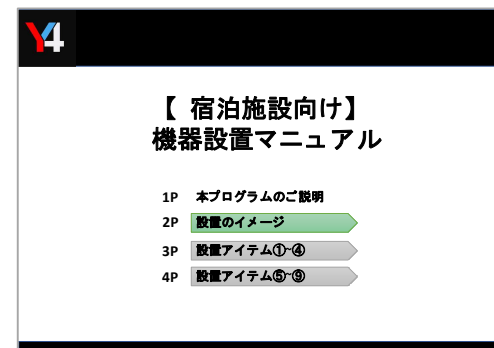 Y4
【 宿泊施設向け】
機器設置マニュアル
1P 本プログラムのご説明
2P 設置のイメージ
3P 設置アイテム①~④
4P 設置アイテム⑤~⑨